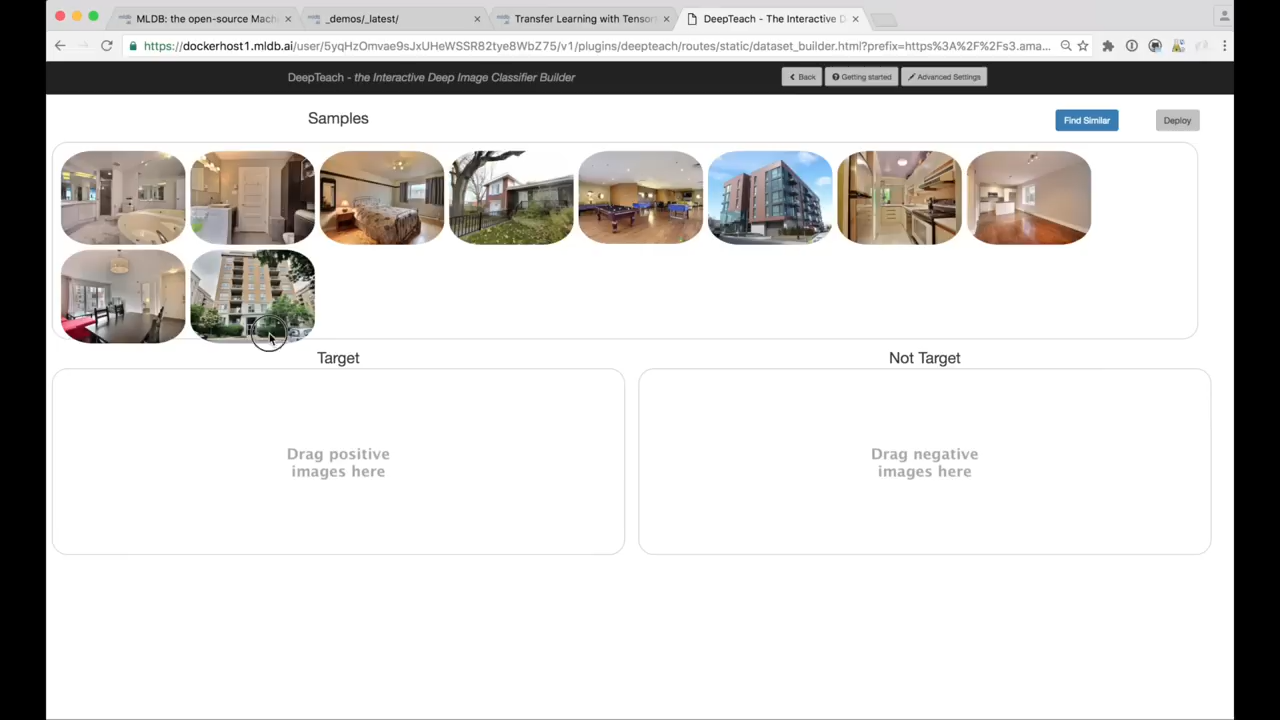 MLDB: the open-source Mach
_demos/_latest/
Transfer Learning with Tensor
DeepTeach - The Interactive D
https://dockerhost1.mldb.ai/user/5yqHzOmvae9sJxUHeWSSR82tye8WbZ75/v1/plugins/deepteach/routes/static/dataset_builder.html?prefix=https%3A%2F%2Fs3.ama...
DeepTeach - the Interactive Deep Image Classifier Builder
Back
Getting started
Advanced Settings
Samples
Find Similar
Deploy
Target
Not Target
Drag positive
images here
Drag negative
images here